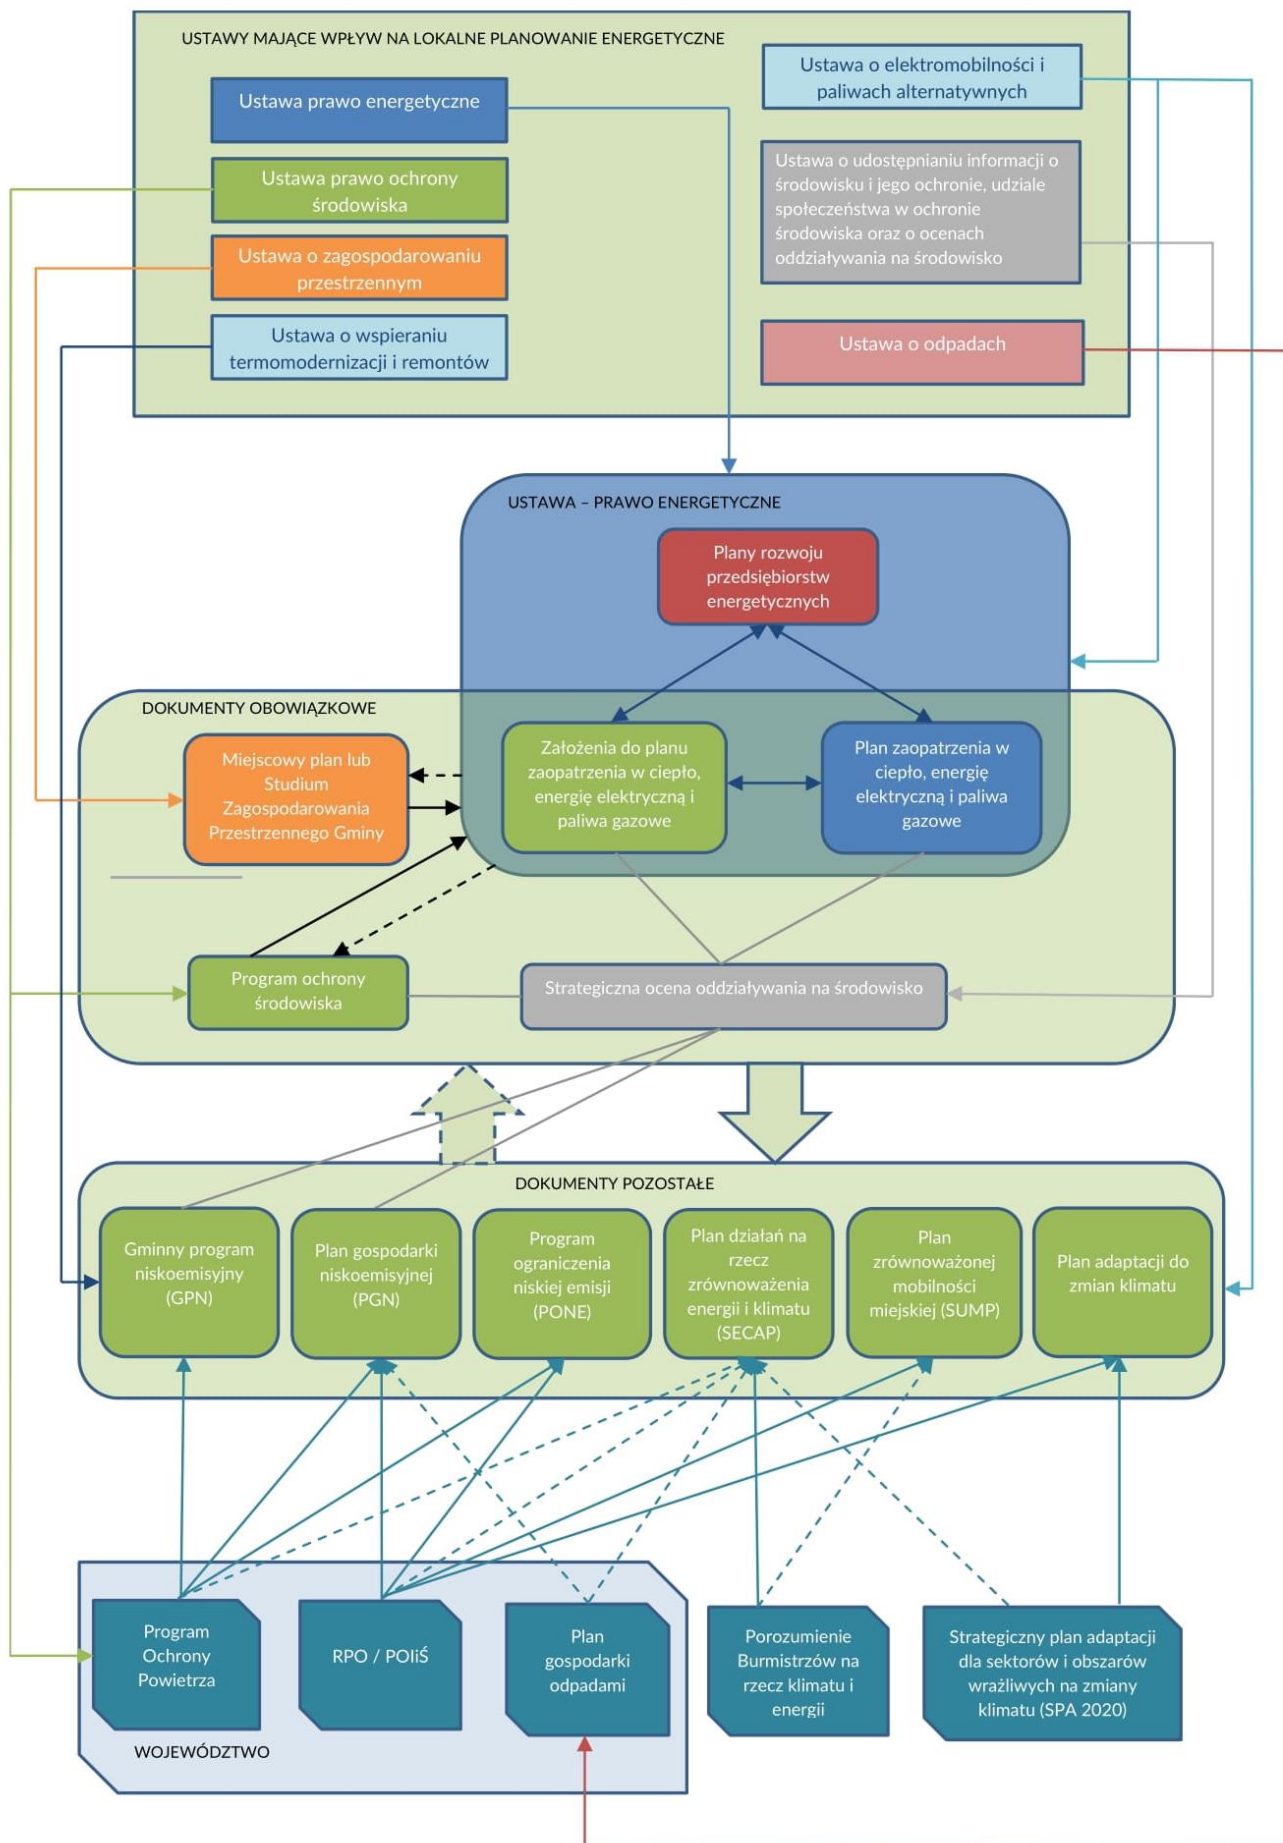 USTAWY MAJĄCE WPŁYW NA LOKALNE PLANOWANIE ENERGETYCZNE
Ustawa prawo energetyczne
Ustawa prawo ochrony
środowiska
Ustawa o zagospodarowaniu
przestrzennym
Ustawa o wspieraniu
termomodernizacji i remontów
Ustawa o elektromobilności i
paliwach alternatywnych
Ustawa o udostępnianiu informacji o
środowisku i jego ochronie, udziale
społeczeństwa w ochronie
środowiska oraz o ocenach
oddziaływania na środowisko
Ustawa o odpadach
USTAWA – PRAWO ENERGETYCZNE
Plany rozwoju
przedsiębiorstw
energetycznych
DOKUMENTY OBOWIĄZKOWE
Miejscowy plan lub
Studium
Zagospodarowania
Przestrzennego Gminy
Założenia do planu
zaopatrzenia w ciepło,
energię elektryczną i
paliwa gazowe
Plan zaopatrzenia w
ciepło, energię
elektryczną i paliwa
gazowe
Program ochrony
środowiska
Strategiczna ocena oddziaływania na środowisko
DOKUMENTY POZOSTAŁE
Gminny program
niskoemisyjny
(GPN)
Plan gospodarki
niskoemisyjnej
(PGN)
Program
ograniczenia
niskiej emisji
(PONE)
Plan działań na
rzecz
zrównoważenia
energii i klimatu
(SECAP)
Plan
zrównoważonej
mobilności
miejskiej (SUMP)
Plan adaptacji do
zmian klimatu
Program
Ochrony
Powietrza
RPO / POIiŚ
Plan
gospodarki
odpadami
Porozumienie
Burmistrzów na
rzecz klimatu i
energii
Strategiczny plan adaptacji
dla sektorów i obszarów
wrażliwych na zmiany
klimatu (SPA 2020)
WOJEWÓDZTWO